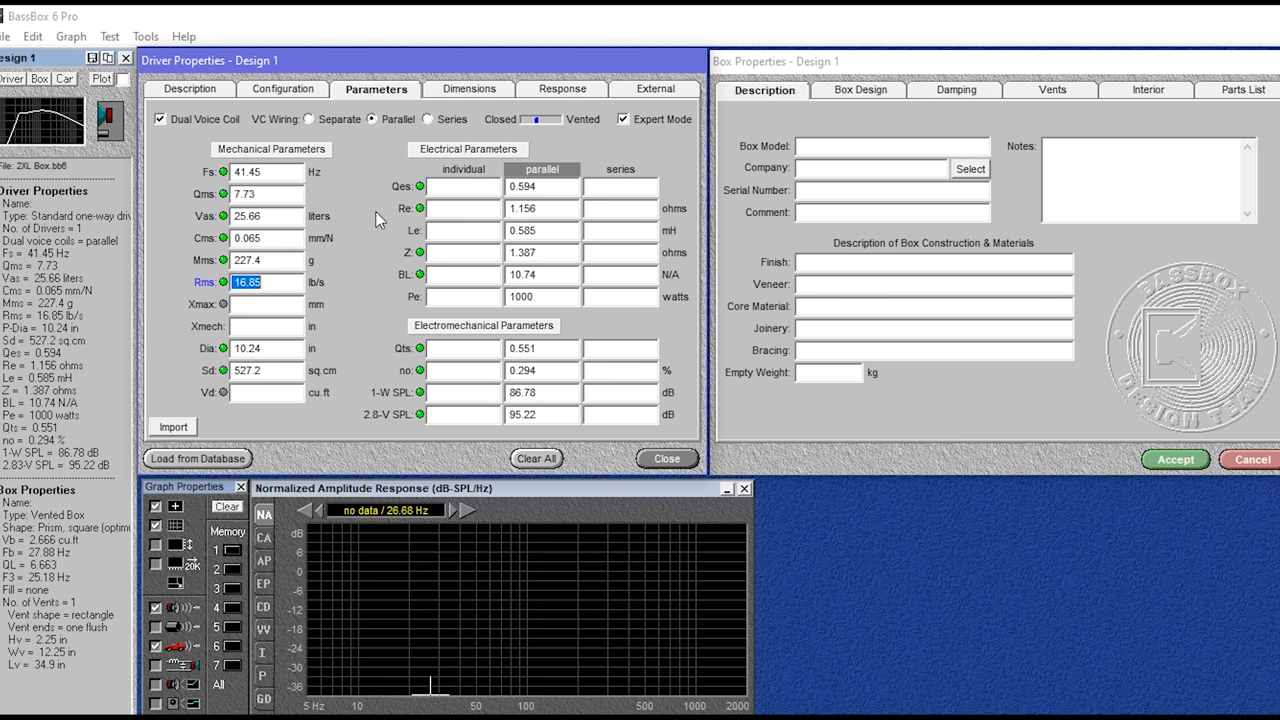 BassBox 6 Pro
ile Edit Graph Test Tools Help
esign 1
Driver Box Car Plot
File: 2XL Box.bb6
Driver Properties
Name:
Type: Standard one-way driv
No. of Drivers = 1
Dual voice coils = parallel
Fs = 41.45 Hz
Qms = 7.73
Vas = 25.66 liters
Cms = 0.065 mm/N
Mms = 227.4 g
Rms = 16.85 lb/s
P-Dia = 10.24 in
Sd = 527.2 sq.cm
Qes = 0.594
Re = 1.156 ohms
Le = 0.585 mH
Z = 1.387 ohms
BL = 10.74 N/A
Pe = 1000 watts
Qts = 0.551
no = 0.294 %
1-W SPL = 86.78 dB
2.83-V SPL = 95.22 dB
Box Properties
Name:
Type: Vented Box
Shape: Prism, square (optim
Vb = 2.666 cu.ft
Fb = 27.88 Hz
QL = 6.663
F3 = 25.18 Hz
Fill = none
No. of Vents = 1
Vent shape = rectangle
Vent ends = one flush
Hv = 2.25 in
Wv = 12.25 in
Lv = 34.9 in
Driver Properties - Design 1
Description Configuration Parameters Dimensions Response External
Dual Voice Coil VC Wiring: Separate Parallel Series Closed Vented Expert Mode
Mechanical Parameters
Fs: 41.45 Hz
Qms: 7.73
Vas: 25.66 liters
Cms: 0.065 mm/N
Mms: 227.4 g
Rms: 16.85 lb/s
Xmax: mm
Xmech: in
Dia: 10.24 in
Sd: 527.2 sq.cm
Vd: cu.ft
Electrical Parameters
individual parallel series
Qes: 0.594
Re: 1.156 ohms
Le: 0.585 mH
Z: 1.387 ohms
BL: 10.74 N/A
Pe: 1000 watts
Electromechanical Parameters
Qts: 0.551
no: 0.294 %
1-W SPL: 86.78 dB
2.8-V SPL: 95.22 dB
Import
Load from Database Clear All Close
Box Properties - Design 1
Description Box Design Damping Vents Interior Parts List
Box Model:
Company: Select
Serial Number:
Comment:
Notes:
Description of Box Construction & Materials
Finish:
Veneer:
Core Material:
Joinery:
Bracing:
Empty Weight: kg
BASSBOX
DESIGN TEAM
Accept Cancel
Graph Properties
Clear
Memory
1
2
3
4
5
6
7
All
20K
Normalized Amplitude Response (dB-SPL/Hz)
no data / 26.68 Hz
NA
CA
AP
EP
CD
VV
I
P
GD
dB
6
0
-6
-12
-18
-24
-30
-36
5 Hz 10 50 100 500 1000 2000